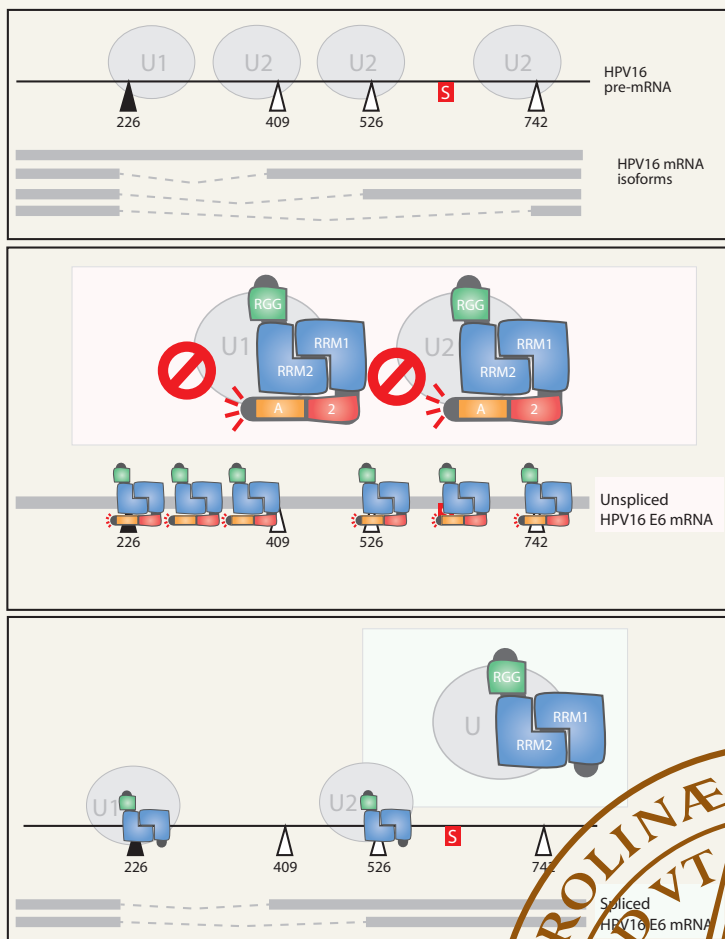 U1 U2 U2 U2
HPV16
pre-mRNA
S
226 409 526 742
HPV16 mRNA
isoforms
RGG RGG
U1 RRM1 U2 RRM1
RRM2 RRM2
A 2 A 2
Unspliced
HPV16 E6 mRNA
226 409 526 742
RGG
U RRM1
RRM2
U1 U2
S
226 409 526 742
Spliced
HPV16 E6 mRNA
ROLINÆ
D VT